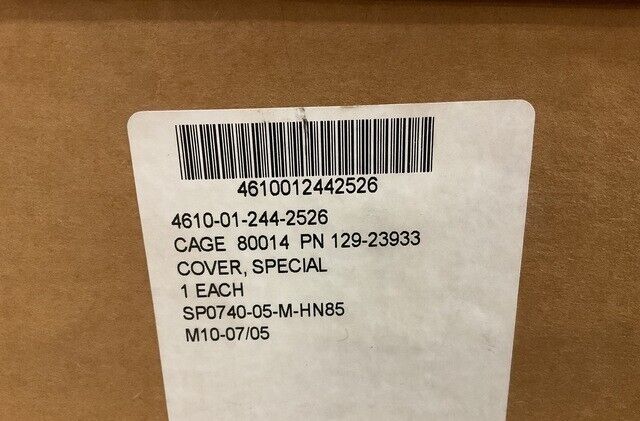 4610012442526
4610-01-244-2526
CAGE 80014 PN 129-23933
COVER, SPECIAL
1 EACH
SP0740-05-M-HN85
M10-07/05